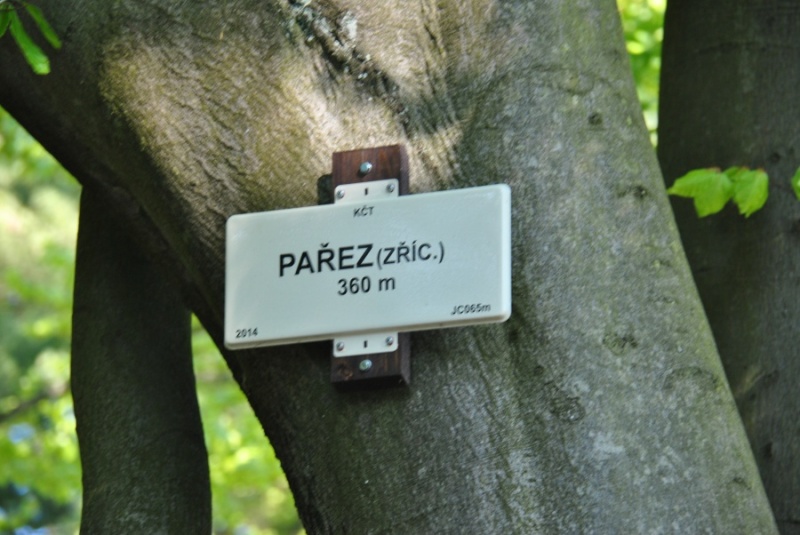 KČT
PAŘEZ (ZŘÍC.)
360 m
2014 JC065m